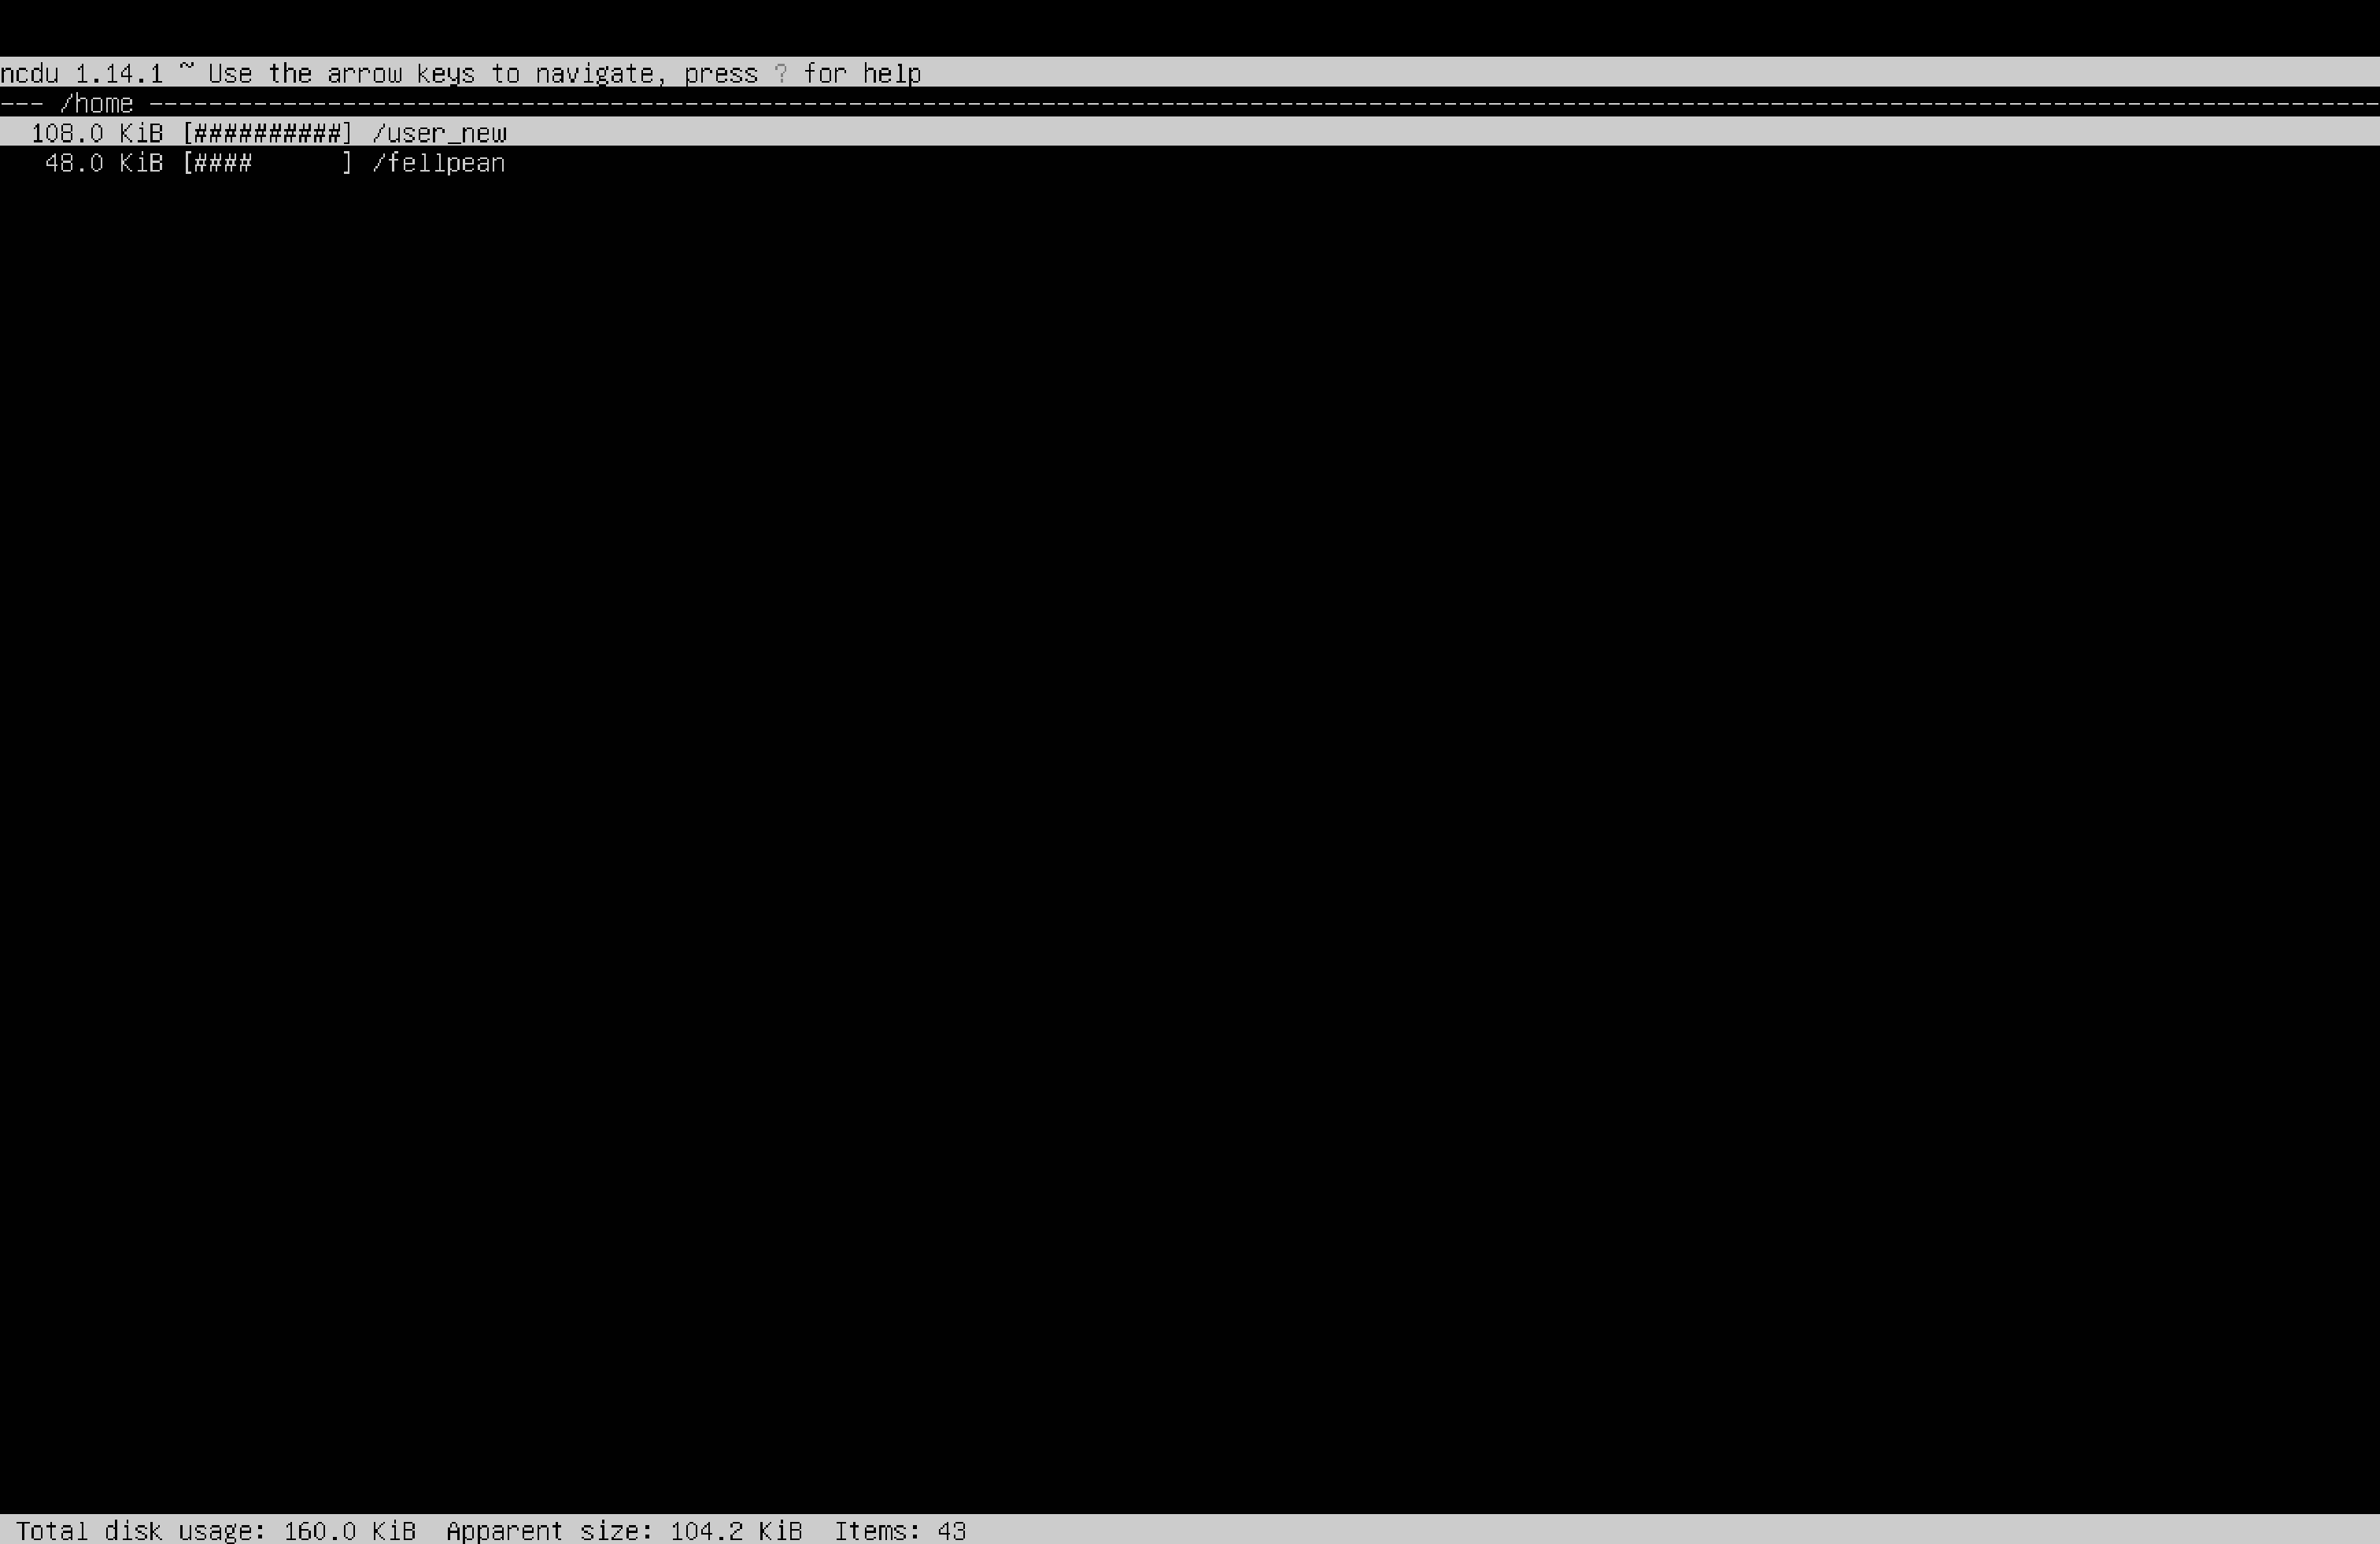 ncdu 1.14.1 ~ Use the arrow keys to navigate, press ? for help
--- /home ----------------------------------------------------------------------------------------------------------------------------------------------------
108.0 KiB [##########] /user_new
48.0 KiB [####      ] /fellpean
Total disk usage: 160.0 KiB  Apparent size: 104.2 KiB  Items: 43